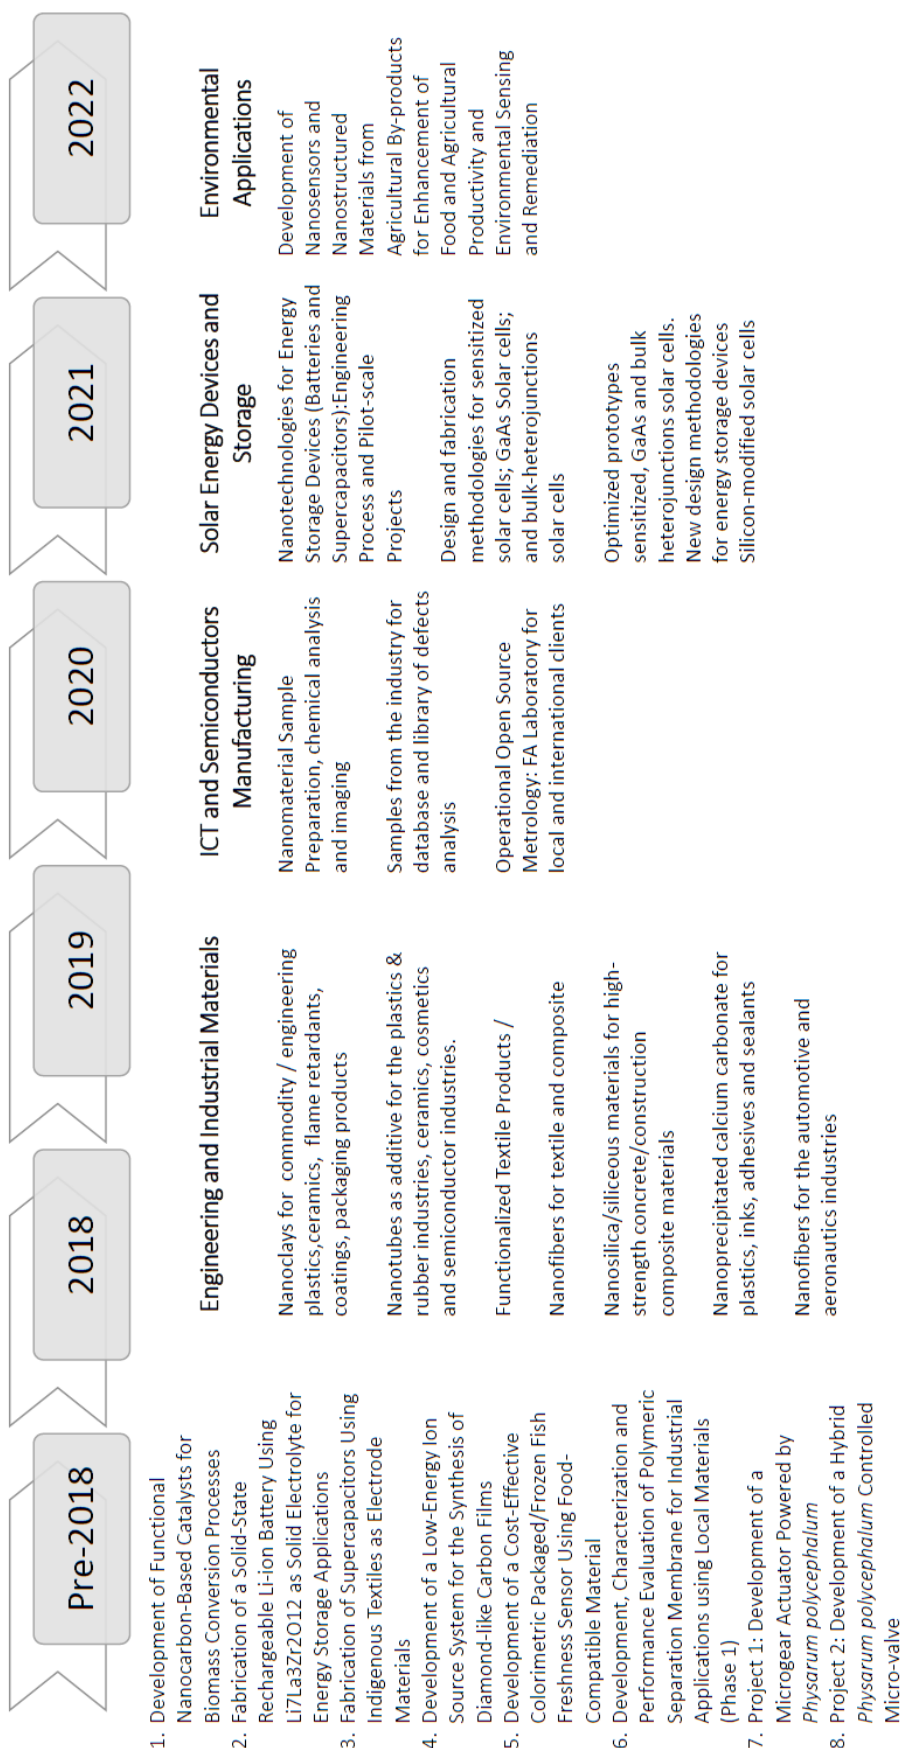 Pre-2018
2018
2019
2020
2021
2022
1. Development of Functional
Nanocarbon-Based Catalysts for
Biomass Conversion Processes
2. Fabrication of a Solid-State
Rechargeable Li-ion Battery Using
Li7La3Zr2O12 as Solid Electrolyte for
Energy Storage Applications
3. Fabrication of Supercapacitors Using
Indigenous Textiles as Electrode
Materials
4. Development of a Low-Energy Ion
Source System for the Synthesis of
Diamond-like Carbon Films
5. Development of a Cost-Effective
Colorimetric Packaged/Frozen Fish
Freshness Sensor Using Food-
Compatible Material
6. Development, Characterization and
Performance Evaluation of Polymeric
Separation Membrane for Industrial
Applications using Local Materials
(Phase 1)
7. Project 1: Development of a
Microgear Actuator Powered by
Physarum polycephalum
8. Project 2: Development of a Hybrid
Physarum polycephalum Controlled
Micro-valve
Engineering and Industrial Materials
Nanoclays for commodity / engineering
plastics,ceramics, flame retardants,
coatings, packaging products
Nanotubes as additive for the plastics &
rubber industries, ceramics, cosmetics
and semiconductor industries.
Functionalized Textile Products /
Nanofibers for textile and composite
Nanosilica/siliceous materials for high-
strength concrete/construction
composite materials
Nanoprecipitated calcium carbonate for
plastics, inks, adhesives and sealants
Nanofibers for the automotive and
aeronautics industries
ICT and Semiconductors
Manufacturing
Nanomaterial Sample
Preparation, chemical analysis
and imaging
Samples from the industry for
database and library of defects
analysis
Operational Open Source
Metrology: FA Laboratory for
local and international clients
Solar Energy Devices and
Storage
Nanotechnologies for Energy
Storage Devices (Batteries and
Supercapacitors):Engineering
Process and Pilot-scale
Projects
Design and fabrication
methodologies for sensitized
solar cells; GaAs Solar cells;
and bulk-heterojunctions
solar cells
Optimized prototypes
sensitized, GaAs and bulk
heterojunctions solar cells.
New design methodologies
for energy storage devices
Silicon-modified solar cells
Environmental
Applications
Development of
Nanosensors and
Nanostructured
Materials from
Agricultural By-products
for Enhancement of
Food and Agricultural
Productivity and
Environmental Sensing
and Remediation